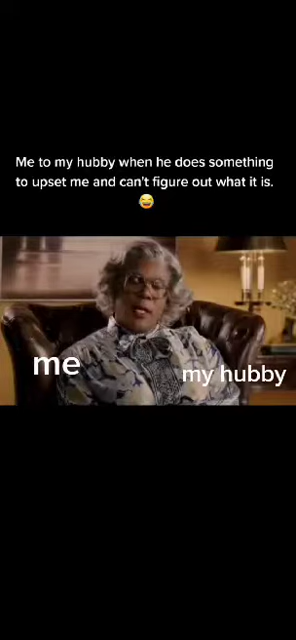 Me to my hubby when he does something
to upset me and can't figure out what it is.
😂
me
my hubby